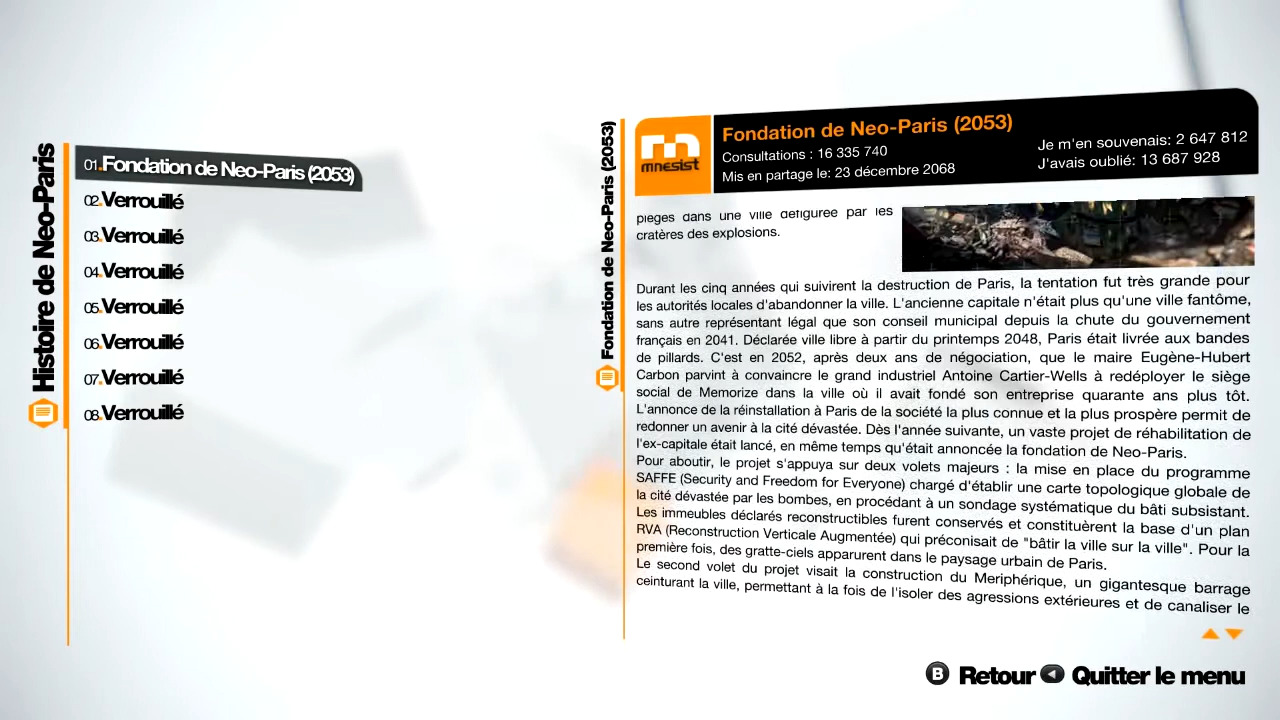 Histoire de Neo-Paris
01.Fondation de Neo-Paris (2053)
02.Verrouillé
03.Verrouillé
04.Verrouillé
05.Verrouillé
06.Verrouillé
07.Verrouillé
08.Verrouillé
Fondation de Neo-Paris (2053)
mnesist
Fondation de Neo-Paris (2053)
Consultations : 16 335 740
Mis en partage le: 23 décembre 2068
Je m'en souvenais: 2 647 812
J'avais oublié: 13 687 928
pièges dans une ville défigurée par les
cratères des explosions.
Durant les cinq années qui suivirent la destruction de Paris, la tentation fut très grande pour
les autorités locales d'abandonner la ville. L'ancienne capitale n'était plus qu'une ville fantôme,
sans autre représentant légal que son conseil municipal depuis la chute du gouvernement
français en 2041. Déclarée ville libre à partir du printemps 2048, Paris était livrée aux bandes
de pillards. C'est en 2052, après deux ans de négociation, que le maire Eugène-Hubert
Carbon parvint à convaincre le grand industriel Antoine Cartier-Wells à redéployer le siège
social de Memorize dans la ville où il avait fondé son entreprise quarante ans plus tôt.
L'annonce de la réinstallation à Paris de la société la plus connue et la plus prospère permit de
redonner un avenir à la cité dévastée. Dès l'année suivante, un vaste projet de réhabilitation de
l'ex-capitale était lancé, en même temps qu'était annoncée la fondation de Neo-Paris.
Pour aboutir, le projet s'appuya sur deux volets majeurs : la mise en place du programme
SAFFE (Security and Freedom for Everyone) chargé d'établir une carte topologique globale de
la cité dévastée par les bombes, en procédant à un sondage systématique du bâti subsistant.
Les immeubles déclarés reconstructibles furent conservés et constituèrent la base d'un plan
RVA (Reconstruction Verticale Augmentée) qui préconisait de "bâtir la ville sur la ville". Pour la
première fois, des gratte-ciels apparurent dans le paysage urbain de Paris.
Le second volet du projet visait la construction du Meriphérique, un gigantesque barrage
ceinturant la ville, permettant à la fois de l'isoler des agressions extérieures et de canaliser le
B Retour Quitter le menu